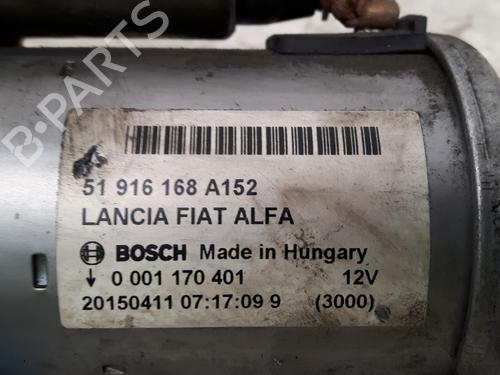 51 916 168 A152
LANCIA FIAT ALFA
BOSCH Made in Hungary
0 001 170 401 12V
20150411 07:17:09 9 (3000)
B-PARTS